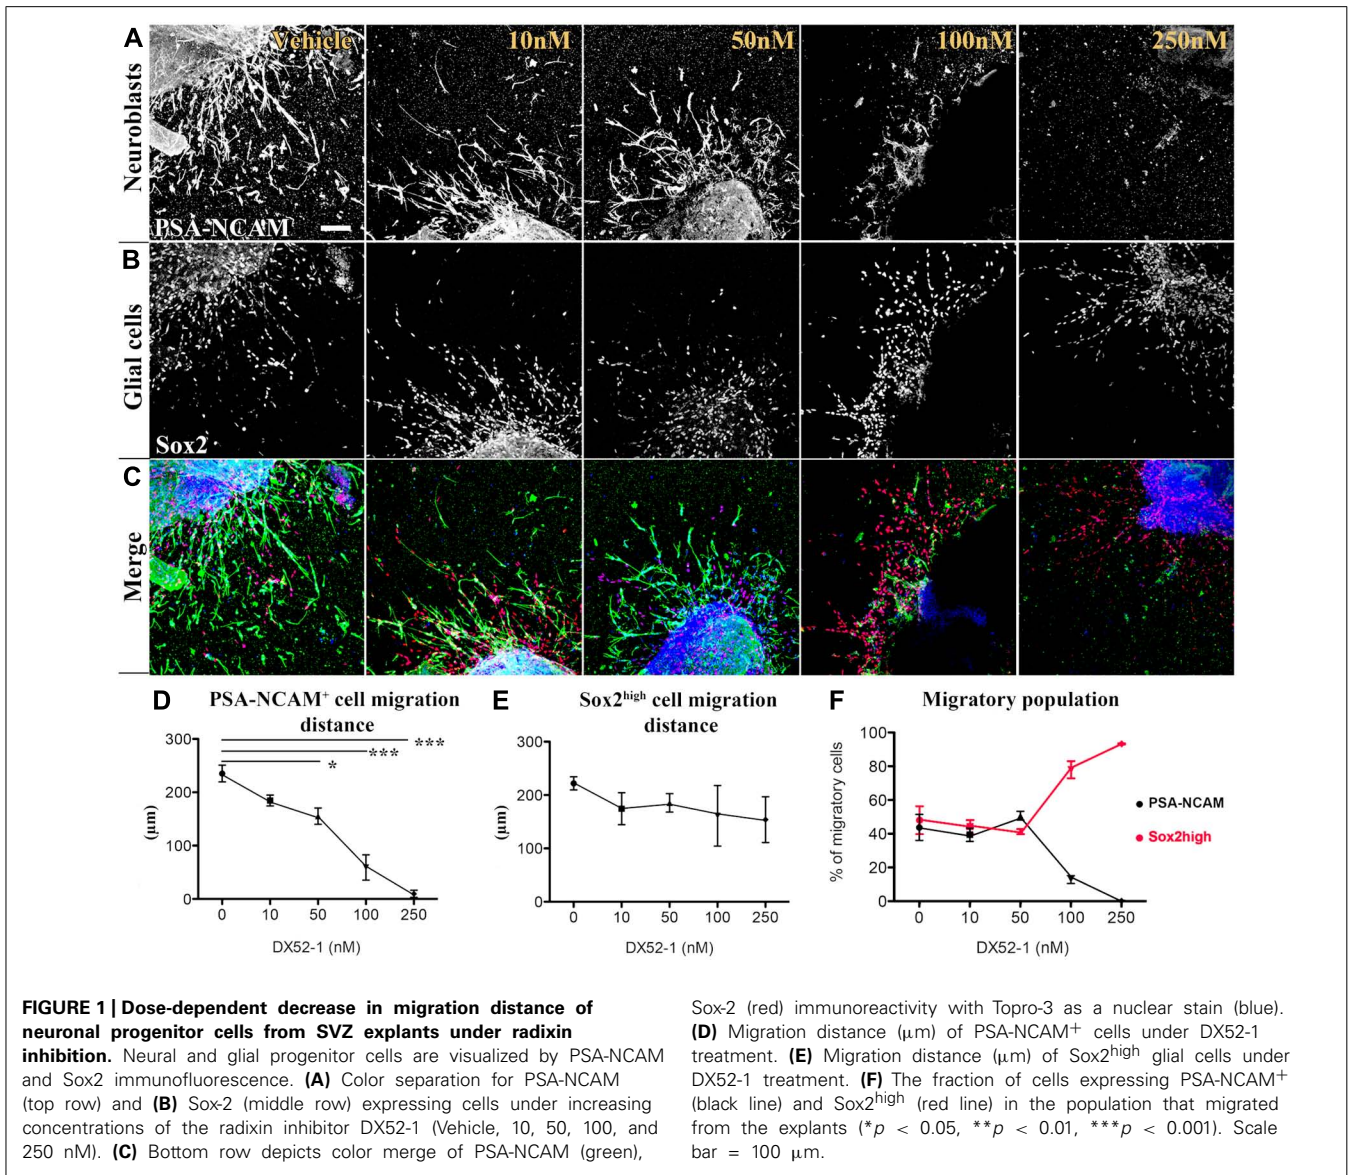 A
Vehicle
10nM
50nM
100nM
250nM
Neuroblasts
PSA-NCAM
B
Glial cells
Sox2
C
Merge
D
PSA-NCAM⁺ cell migration
distance
300
200
100
0
(µm)
***
***
*
0 10 50 100 250
DX52-1 (nM)
E
Sox2ʰⁱᵍʰ cell migration
distance
300
200
100
0
(µm)
0 10 50 100 250
DX52-1 (nM)
F
Migratory population
100
80
60
40
20
0
% of migratory cells
0 10 50 100 250
DX52-1 (nM)
PSA-NCAM
Sox2high
FIGURE 1 | Dose-dependent decrease in migration distance of
neuronal progenitor cells from SVZ explants under radixin
inhibition. Neural and glial progenitor cells are visualized by PSA-NCAM
and Sox2 immunofluorescence. (A) Color separation for PSA-NCAM
(top row) and (B) Sox-2 (middle row) expressing cells under increasing
concentrations of the radixin inhibitor DX52-1 (Vehicle, 10, 50, 100, and
250 nM). (C) Bottom row depicts color merge of PSA-NCAM (green),
Sox-2 (red) immunoreactivity with Topro-3 as a nuclear stain (blue).
(D) Migration distance (µm) of PSA-NCAM⁺ cells under DX52-1
treatment. (E) Migration distance (µm) of Sox2ʰⁱᵍʰ glial cells under
DX52-1 treatment. (F) The fraction of cells expressing PSA-NCAM⁺
(black line) and Sox2ʰⁱᵍʰ (red line) in the population that migrated
from the explants (*p < 0.05, **p < 0.01, ***p < 0.001). Scale
bar = 100 µm.